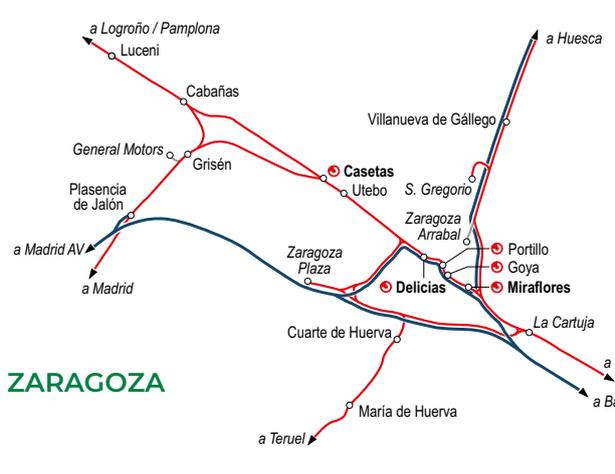 a Logroño / Pamplona
Luceni
a Huesca
Cabañas
Villanueva de Gállego
General Motors
Grisén
Casetas
Utebo
S. Gregorio
Plasencia
de Jalón
Zaragoza
Arrabal
a Madrid AV
Zaragoza
Plaza
Portillo
Goya
a Madrid
Delicias
Miraflores
La Cartuja
Cuarte de Huerva
a
ZARAGOZA
a Ba
María de Huerva
a Teruel